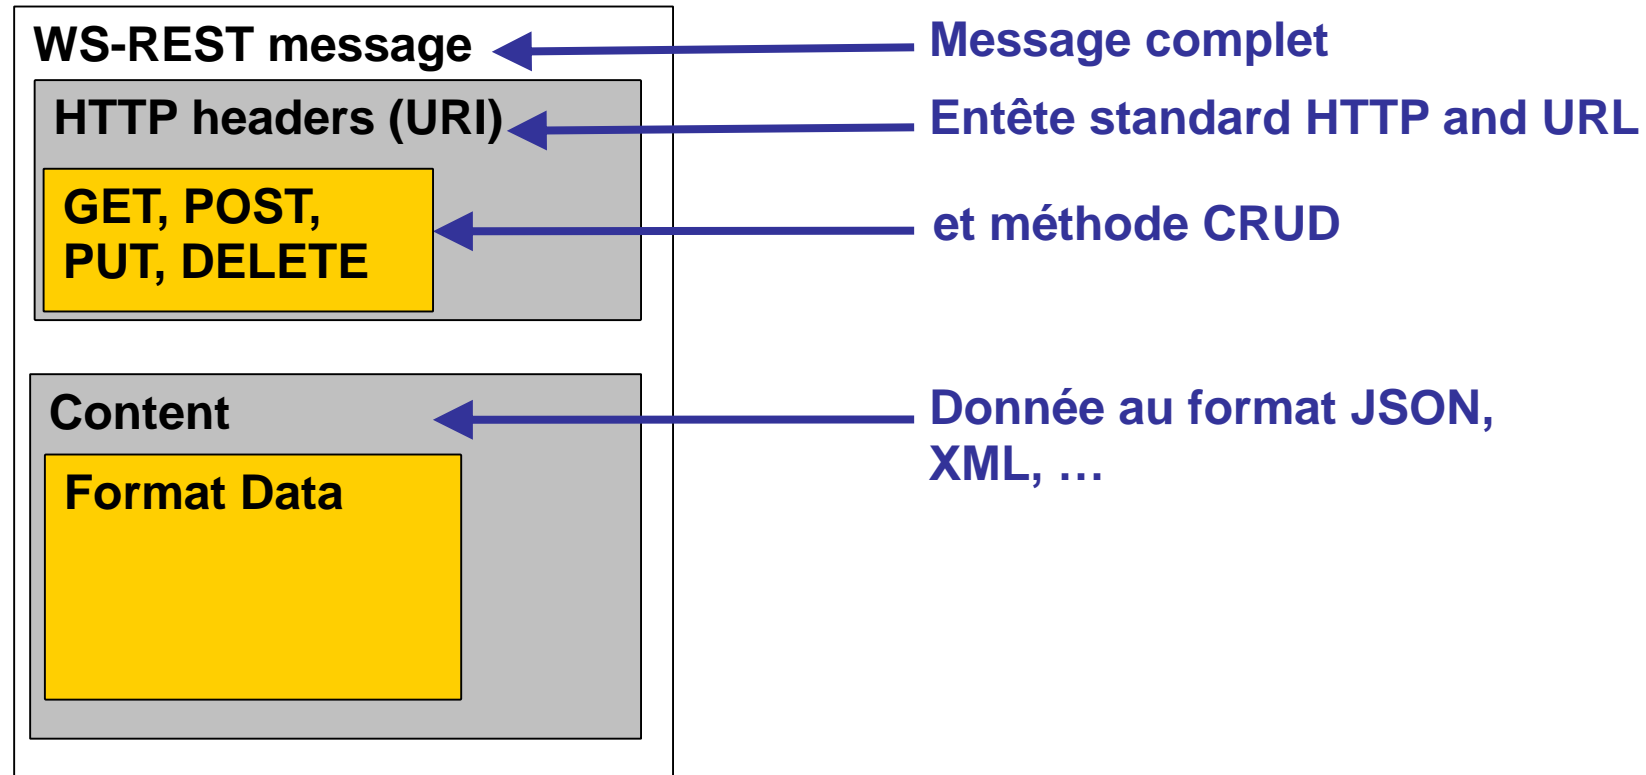 WS-REST message
Message complet
HTTP headers (URI)
Entête standard HTTP and URL
GET, POST,
PUT, DELETE
et méthode CRUD
Content
Donnée au format JSON,
XML, …
Format Data